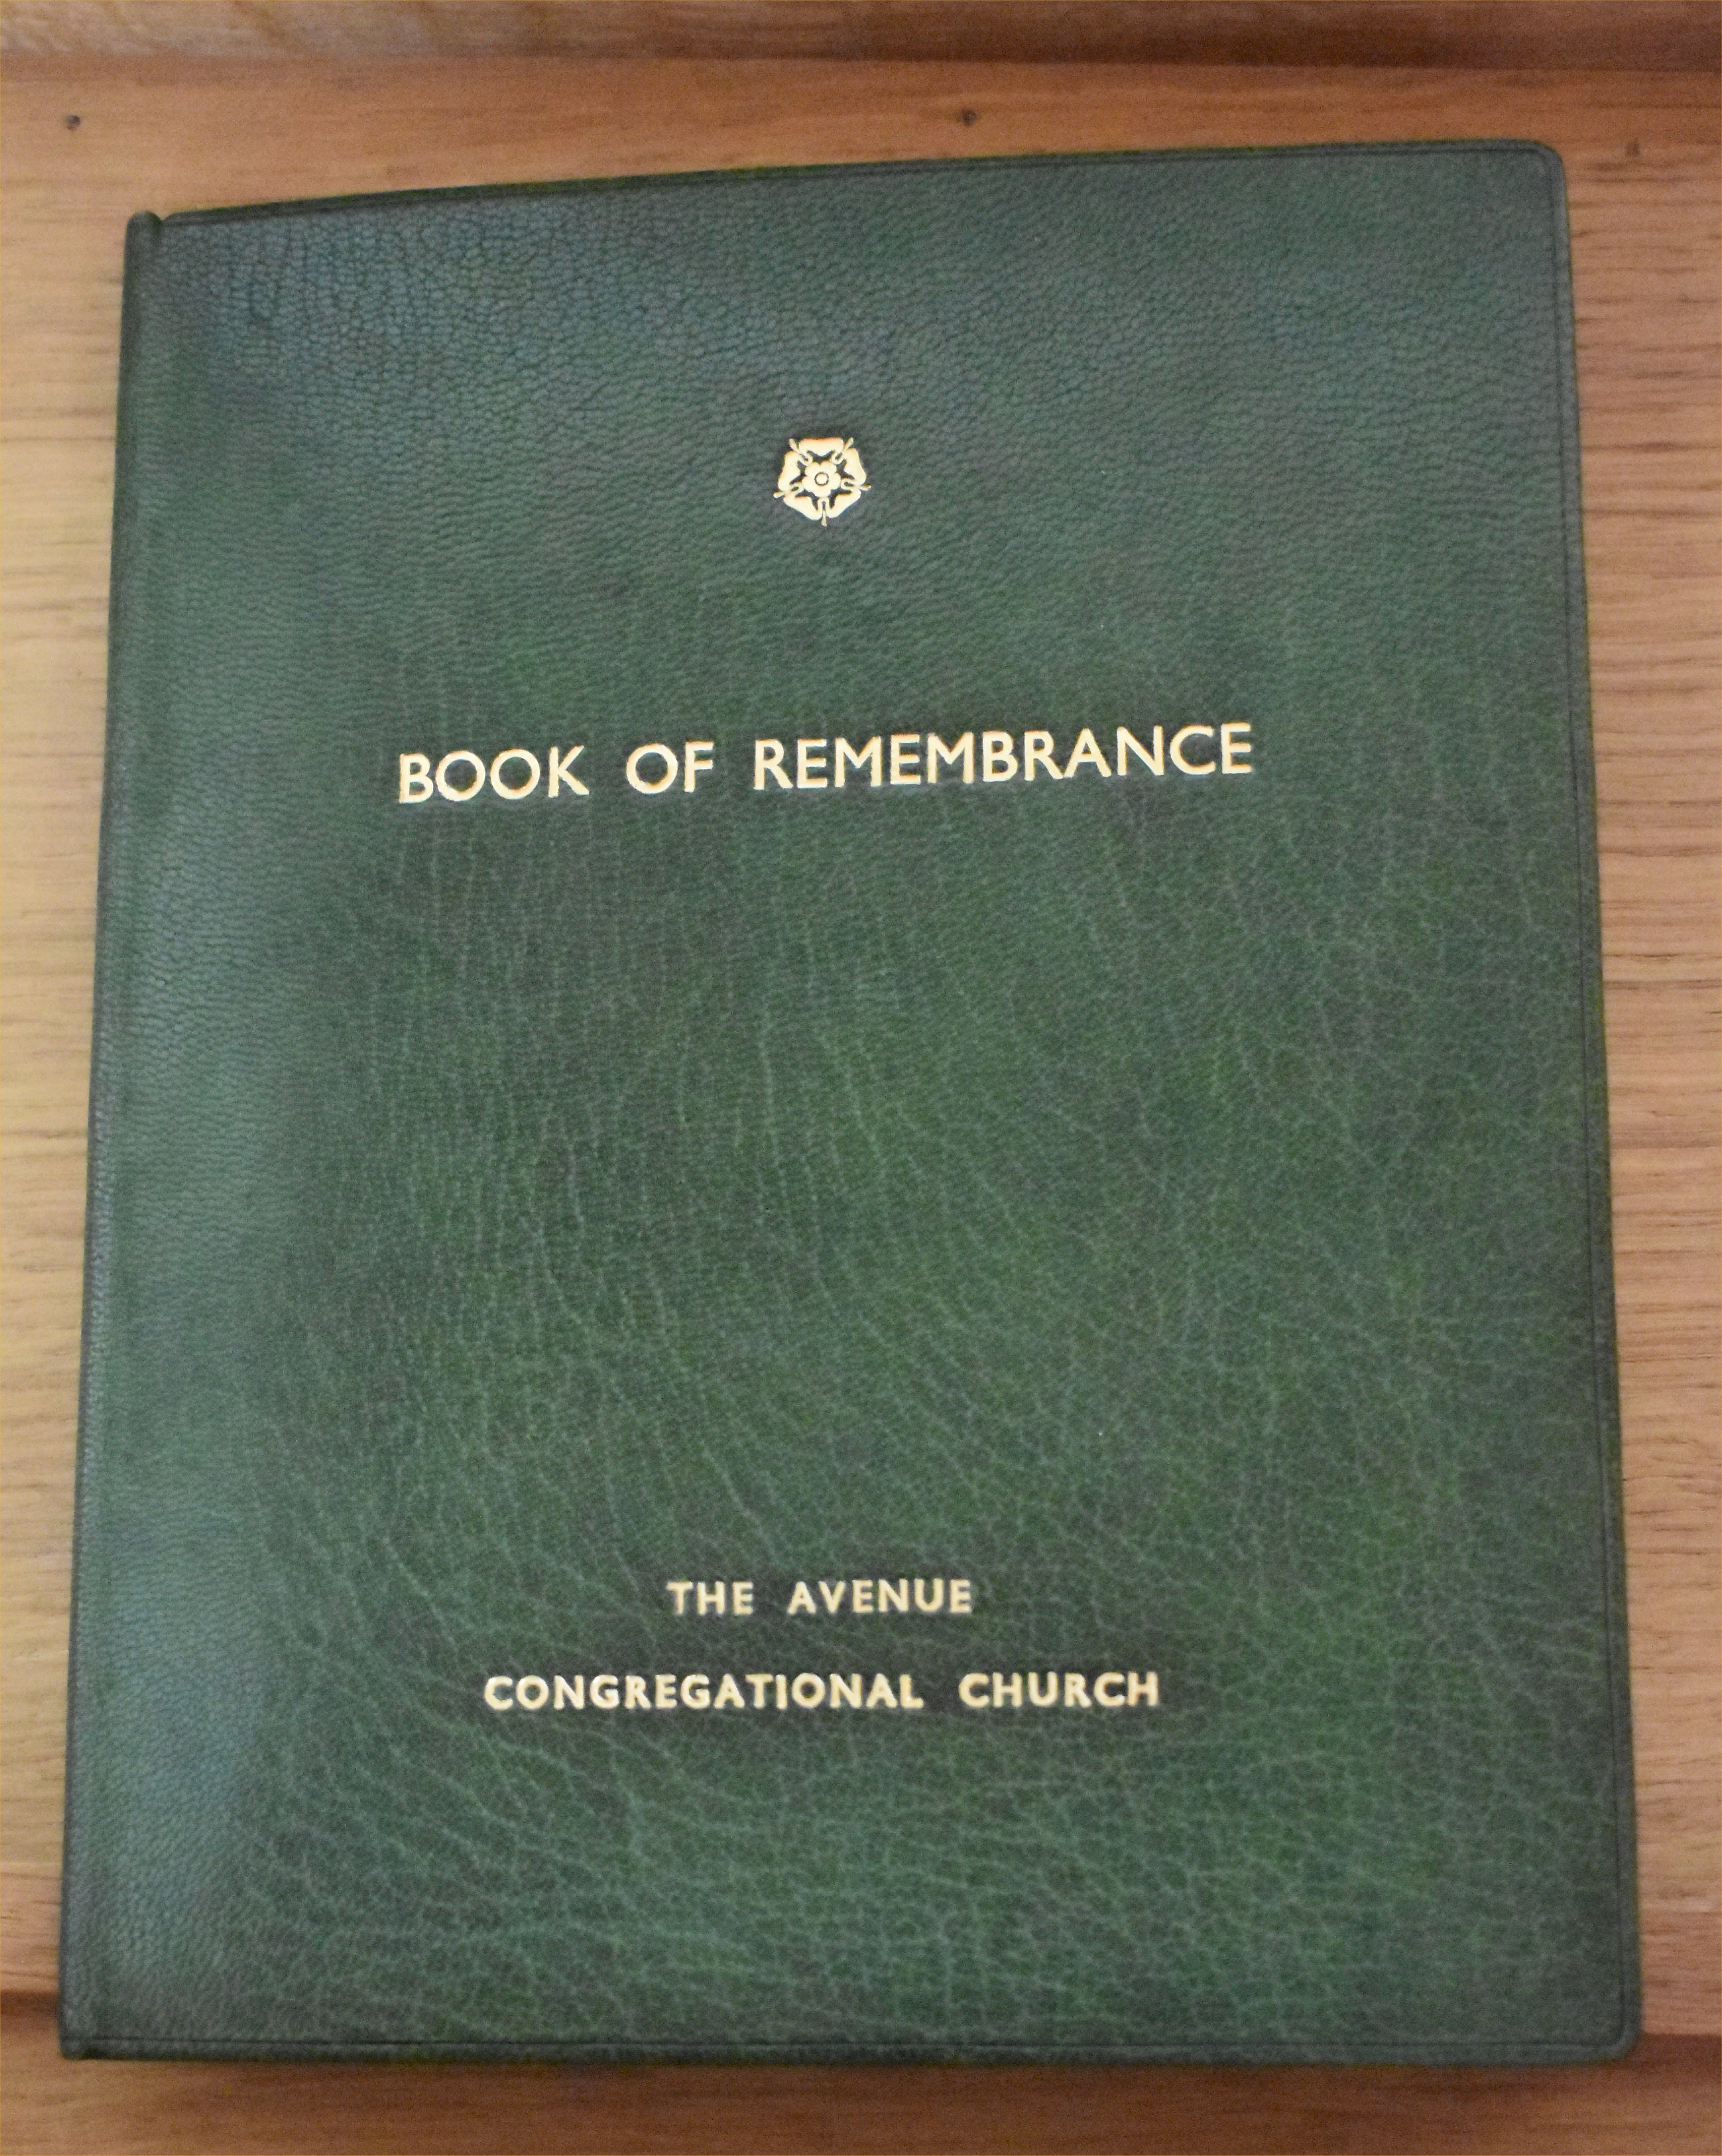 BOOK OF REMEMBRANCE
THE AVENUE
CONGREGATIONAL CHURCH